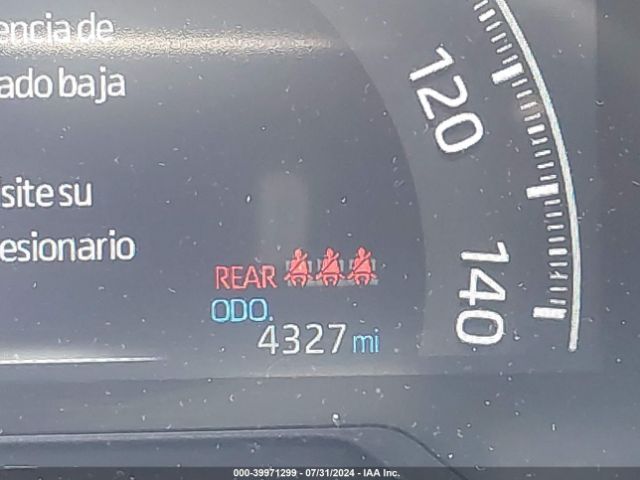 encia de
ado baja
site su
esionario
120
140
REAR
ODO.
4327 mi
000-39971299 - 07/31/2024 - IAA Inc.